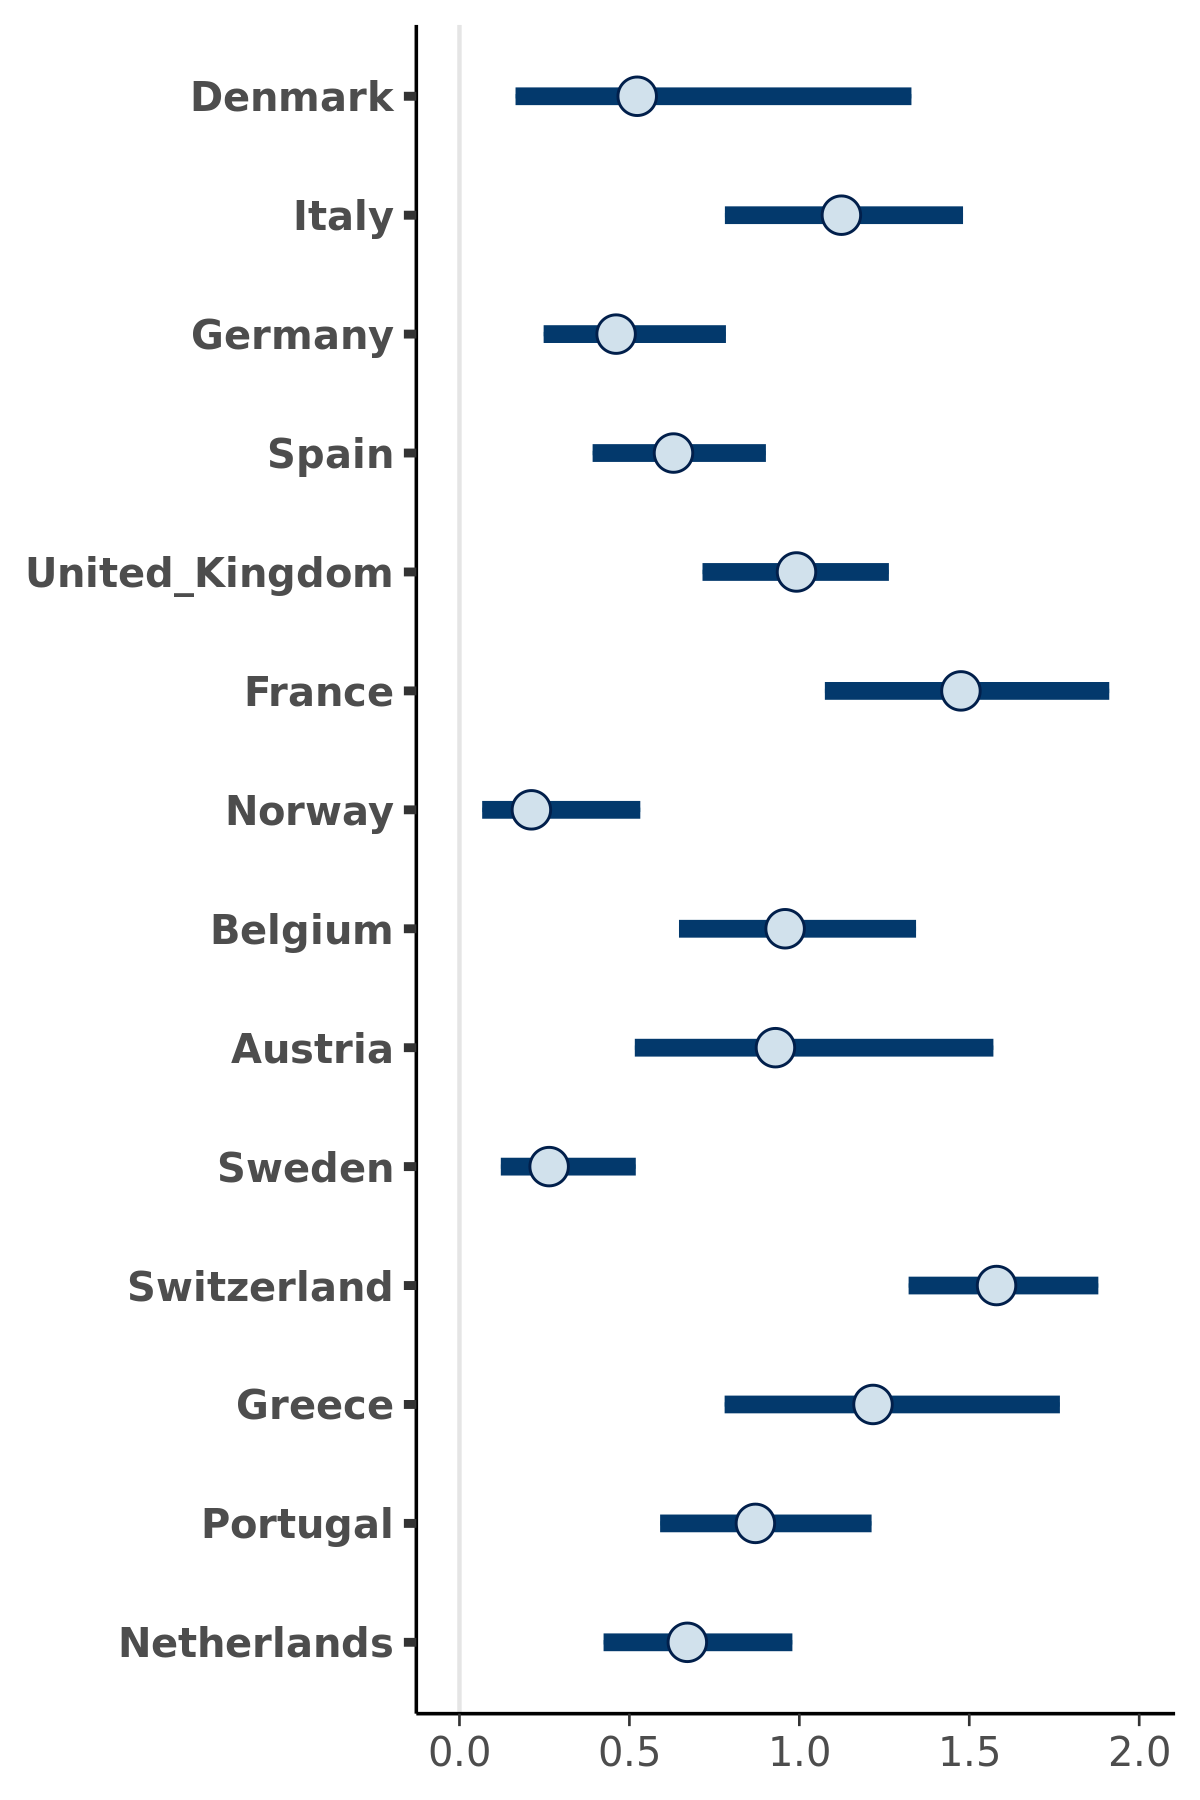 Denmark
Italy
Germany
Spain
United_Kingdom
France
Norway
Belgium
Austria
Sweden
Switzerland
Greece
Portugal
Netherlands
0.0 0.5 1.0 1.5 2.0